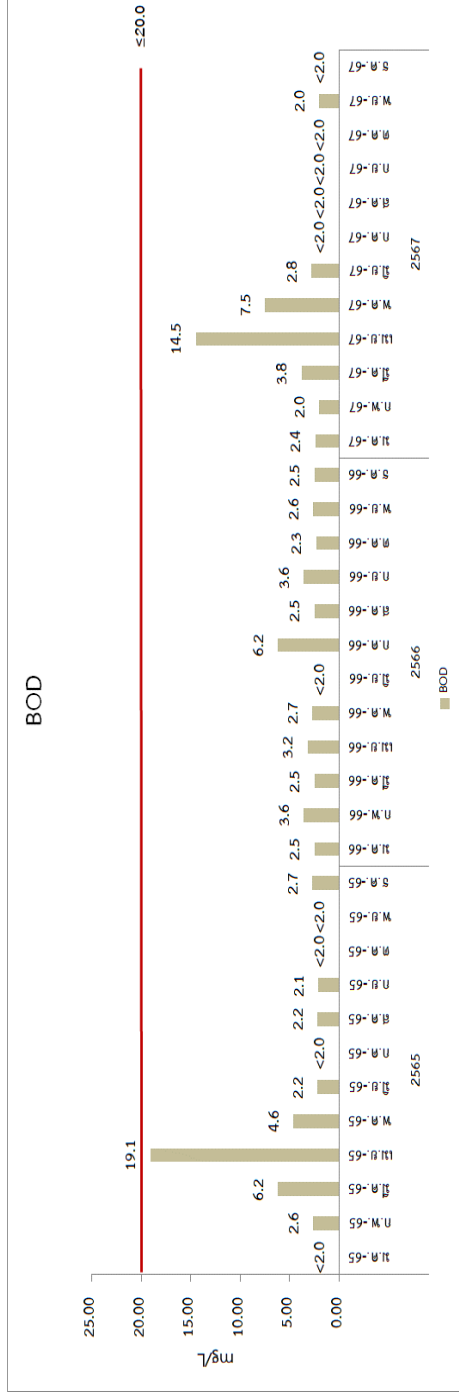 BOD
≤20.0
mg/L
25.00
20.00
15.00
10.00
5.00
0.00
<2.0
2.6
6.2
19.1
4.6
2.2
<2.0
2.2
2.1
<2.0
<2.0
2.7
2.5
3.6
2.5
3.2
2.7
<2.0
6.2
2.5
3.6
2.3
2.6
2.5
2.4
2.0
3.8
14.5
7.5
2.8
<2.0
<2.0
<2.0
<2.0
2.0
<2.0
ม.ค.-65
ก.พ.-65
มี.ค.-65
เม.ย.-65
พ.ค.-65
มิ.ย.-65
ก.ค.-65
ส.ค.-65
ก.ย.-65
ต.ค.-65
พ.ย.-65
ธ.ค.-65
ม.ค.-66
ก.พ.-66
มี.ค.-66
เม.ย.-66
พ.ค.-66
มิ.ย.-66
ก.ค.-66
ส.ค.-66
ก.ย.-66
ต.ค.-66
พ.ย.-66
ธ.ค.-66
ม.ค.-67
ก.พ.-67
มี.ค.-67
เม.ย.-67
พ.ค.-67
มิ.ย.-67
ก.ค.-67
ส.ค.-67
ก.ย.-67
ต.ค.-67
พ.ย.-67
ธ.ค.-67
2565
2566
2567
BOD